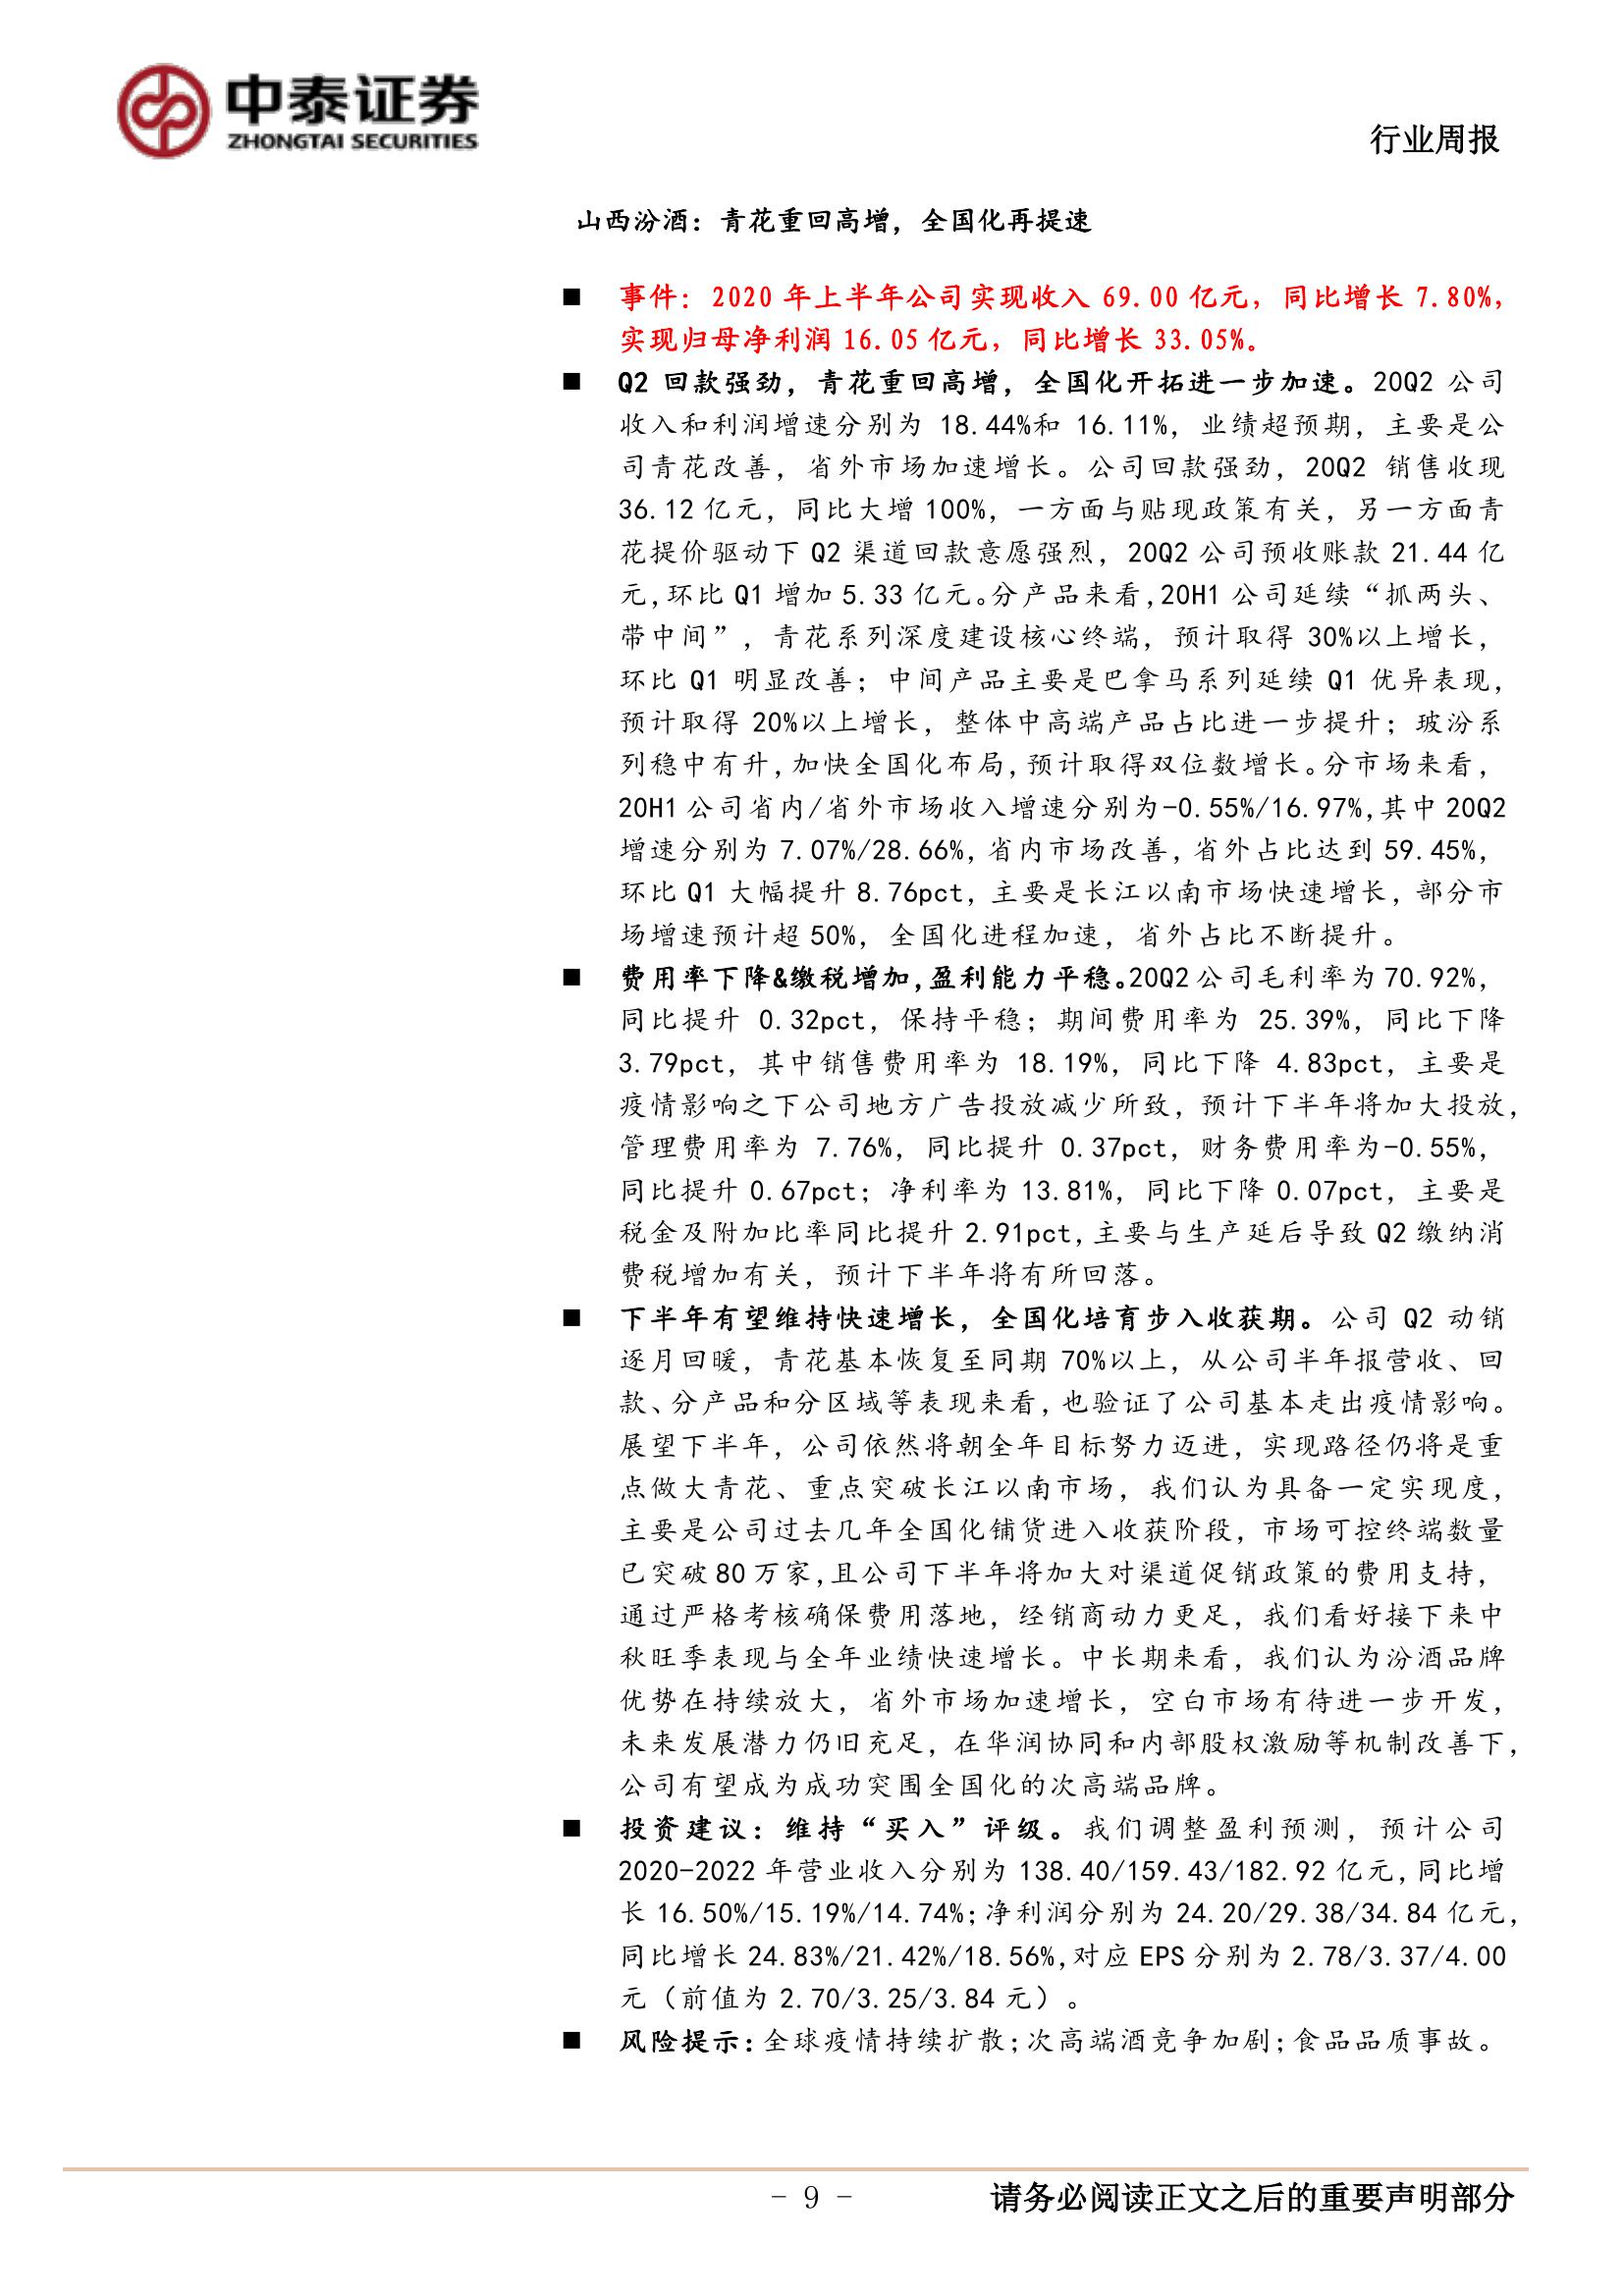 中泰证券
ZHONGTAI SECURITIES
行业周报
山西汾酒：青花重回高增，全国化再提速
■ 事件：2020 年上半年公司实现收入 69.00 亿元，同比增长 7.80%，
实现归母净利润 16.05 亿元，同比增长 33.05%。
■ Q2 回款强劲，青花重回高增，全国化开拓进一步加速。20Q2 公司
收入和利润增速分别为 18.44%和 16.11%，业绩超预期，主要是公
司青花改善，省外市场加速增长。公司回款强劲，20Q2 销售收现
36.12 亿元，同比大增 100%，一方面与贴现政策有关，另一方面青
花提价驱动下 Q2 渠道回款意愿强烈，20Q2 公司预收账款 21.44 亿
元，环比 Q1 增加 5.33 亿元。分产品来看，20H1 公司延续“抓两头、
带中间”，青花系列深度建设核心终端，预计取得 30%以上增长，
环比 Q1 明显改善；中间产品主要是巴拿马系列延续 Q1 优异表现，
预计取得 20%以上增长，整体中高端产品占比进一步提升；玻汾系
列稳中有升，加快全国化布局，预计取得双位数增长。分市场来看，
20H1 公司省内/省外市场收入增速分别为-0.55%/16.97%，其中 20Q2
增速分别为 7.07%/28.66%，省内市场改善，省外占比达到 59.45%，
环比 Q1 大幅提升 8.76pct，主要是长江以南市场快速增长，部分市
场增速预计超 50%，全国化进程加速，省外占比不断提升。
■ 费用率下降&缴税增加，盈利能力平稳。20Q2 公司毛利率为 70.92%，
同比提升 0.32pct，保持平稳；期间费用率为 25.39%，同比下降
3.79pct，其中销售费用率为 18.19%，同比下降 4.83pct，主要是
疫情影响之下公司地方广告投放减少所致，预计下半年将加大投放，
管理费用率为 7.76%，同比提升 0.37pct，财务费用率为-0.55%，
同比提升 0.67pct；净利率为 13.81%，同比下降 0.07pct，主要是
税金及附加比率同比提升 2.91pct，主要与生产延后导致 Q2 缴纳消
费税增加有关，预计下半年将有所回落。
■ 下半年有望维持快速增长，全国化培育步入收获期。公司 Q2 动销
逐月回暖，青花基本恢复至同期 70%以上，从公司半年报营收、回
款、分产品和分区域等表现来看，也验证了公司基本走出疫情影响。
展望下半年，公司依然将朝全年目标努力迈进，实现路径仍将是重
点做大青花、重点突破长江以南市场，我们认为具备一定实现度，
主要是公司过去几年全国化铺货进入收获阶段，市场可控终端数量
已突破 80 万家，且公司下半年将加大对渠道促销政策的费用支持，
通过严格考核确保费用落地，经销商动力更足，我们看好接下来中
秋旺季表现与全年业绩快速增长。中长期来看，我们认为汾酒品牌
优势在持续放大，省外市场加速增长，空白市场有待进一步开发，
未来发展潜力仍旧充足，在华润协同和内部股权激励等机制改善下，
公司有望成为成功突围全国化的次高端品牌。
■ 投资建议：维持“买入”评级。我们调整盈利预测，预计公司
2020-2022 年营业收入分别为 138.40/159.43/182.92 亿元，同比增
长 16.50%/15.19%/14.74%；净利润分别为 24.20/29.38/34.84 亿元，
同比增长 24.83%/21.42%/18.56%，对应 EPS 分别为 2.78/3.37/4.00
元（前值为 2.70/3.25/3.84 元）。
■ 风险提示：全球疫情持续扩散；次高端酒竞争加剧；食品品质事故。
- 9 -
请务必阅读正文之后的重要声明部分